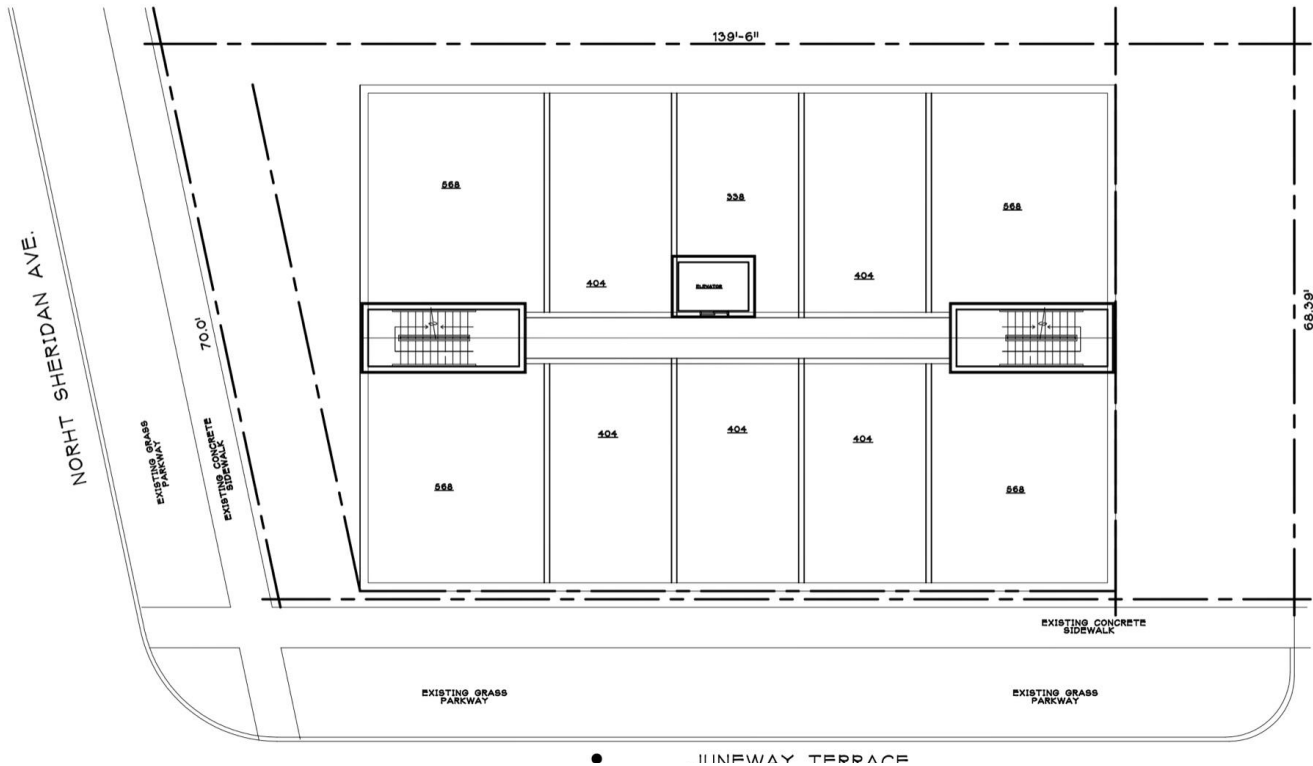 139'-6"
568
338
568
404
404
ELEVATOR
NORHT SHERIDAN AVE.
70.0'
68.39'
EXISTING GRASS
PARKWAY
EXISTING CONCRETE
SIDEWALK
404
404
404
568
568
EXISTING CONCRETE
SIDEWALK
EXISTING GRASS
PARKWAY
EXISTING GRASS
PARKWAY
JUNEWAY TERRACE